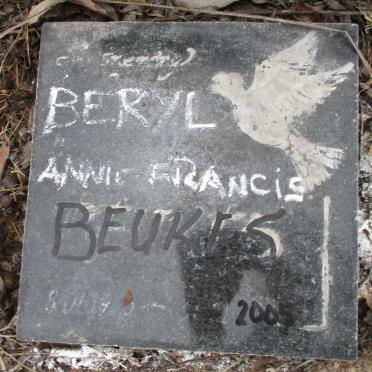 BERYL
ANNIE FRANCIS
BEUKES
2005